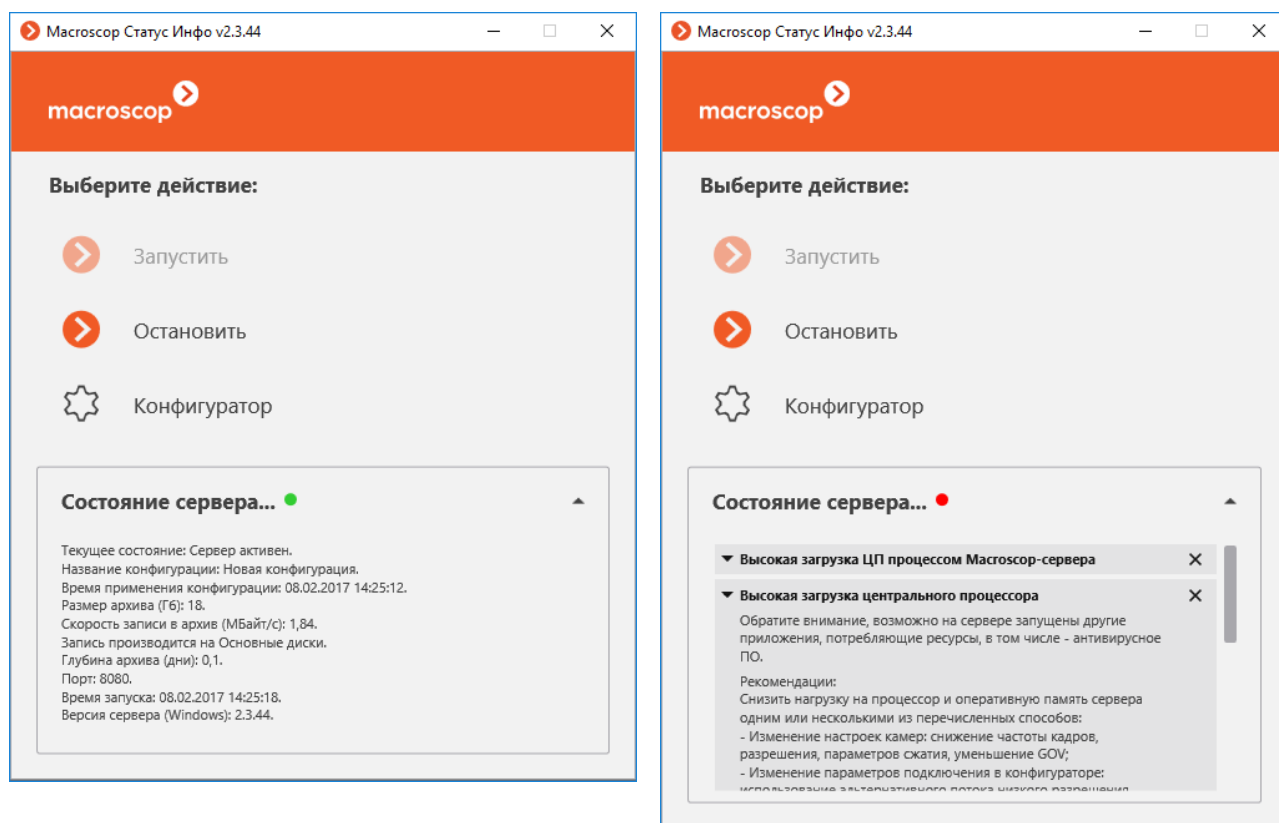 Macroscop Статус Инфо v2.3.44
macroscop
Выберите действие:
Запустить
Остановить
Конфигуратор
Состояние сервера...
Текущее состояние: Сервер активен.
Название конфигурации: Новая конфигурация.
Время применения конфигурации: 08.02.2017 14:25:12.
Размер архива (Гб): 18.
Скорость записи в архив (МБайт/с): 1,84.
Запись производится на Основные диски.
Глубина архива (дни): 0,1.
Порт: 8080.
Время запуска: 08.02.2017 14:25:18.
Версия сервера (Windows): 2.3.44.
Macroscop Статус Инфо v2.3.44
macroscop
Выберите действие:
Запустить
Остановить
Конфигуратор
Состояние сервера...
Высокая загрузка ЦП процессом Macroscop-сервера
Высокая загрузка центрального процессора
Обратите внимание, возможно на сервере запущены другие
приложения, потребляющие ресурсы, в том числе - антивирусное
ПО.
Рекомендации:
Снизить нагрузку на процессор и оперативную память сервера
одним или несколькими из перечисленных способов:
- Изменение настроек камер: снижение частоты кадров,
разрешения, параметров сжатия, уменьшение GOV;
- Изменение параметров подключения в конфигураторе:
использование альтернативного потока низкого разрешения